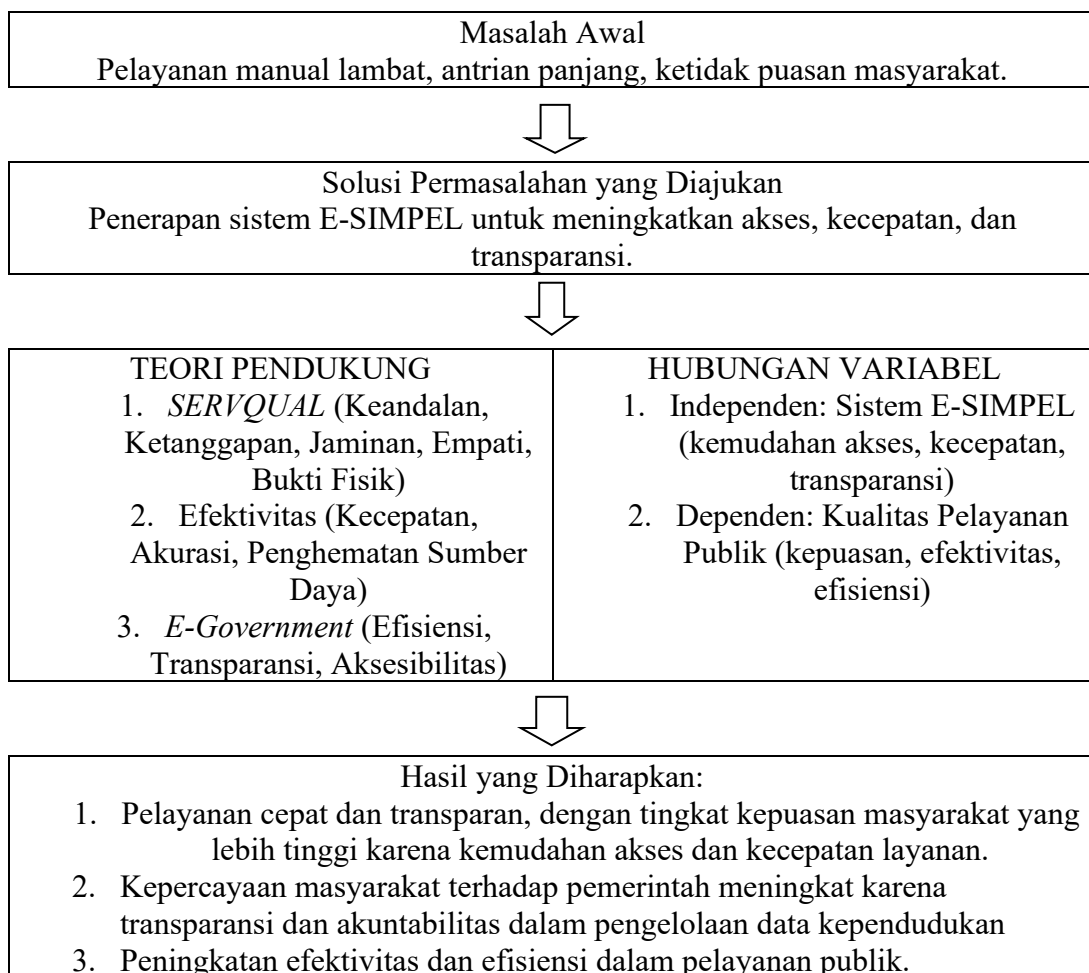 Masalah Awal
Pelayanan manual lambat, antrian panjang, ketidak puasan masyarakat.
Solusi Permasalahan yang Diajukan
Penerapan sistem E-SIMPEL untuk meningkatkan akses, kecepatan, dan
transparansi.
TEORI PENDUKUNG
1. SERVQUAL (Keandalan,
Ketanggapan, Jaminan, Empati,
Bukti Fisik)
2. Efektivitas (Kecepatan,
Akurasi, Penghematan Sumber
Daya)
3. E-Government (Efisiensi,
Transparansi, Aksesibilitas)
HUBUNGAN VARIABEL
1. Independen: Sistem E-SIMPEL
(kemudahan akses, kecepatan,
transparansi)
2. Dependen: Kualitas Pelayanan
Publik (kepuasan, efektivitas,
efisiensi)
Hasil yang Diharapkan:
1. Pelayanan cepat dan transparan, dengan tingkat kepuasan masyarakat yang
lebih tinggi karena kemudahan akses dan kecepatan layanan.
2. Kepercayaan masyarakat terhadap pemerintah meningkat karena
transparansi dan akuntabilitas dalam pengelolaan data kependudukan
3. Peningkatan efektivitas dan efisiensi dalam pelayanan publik.